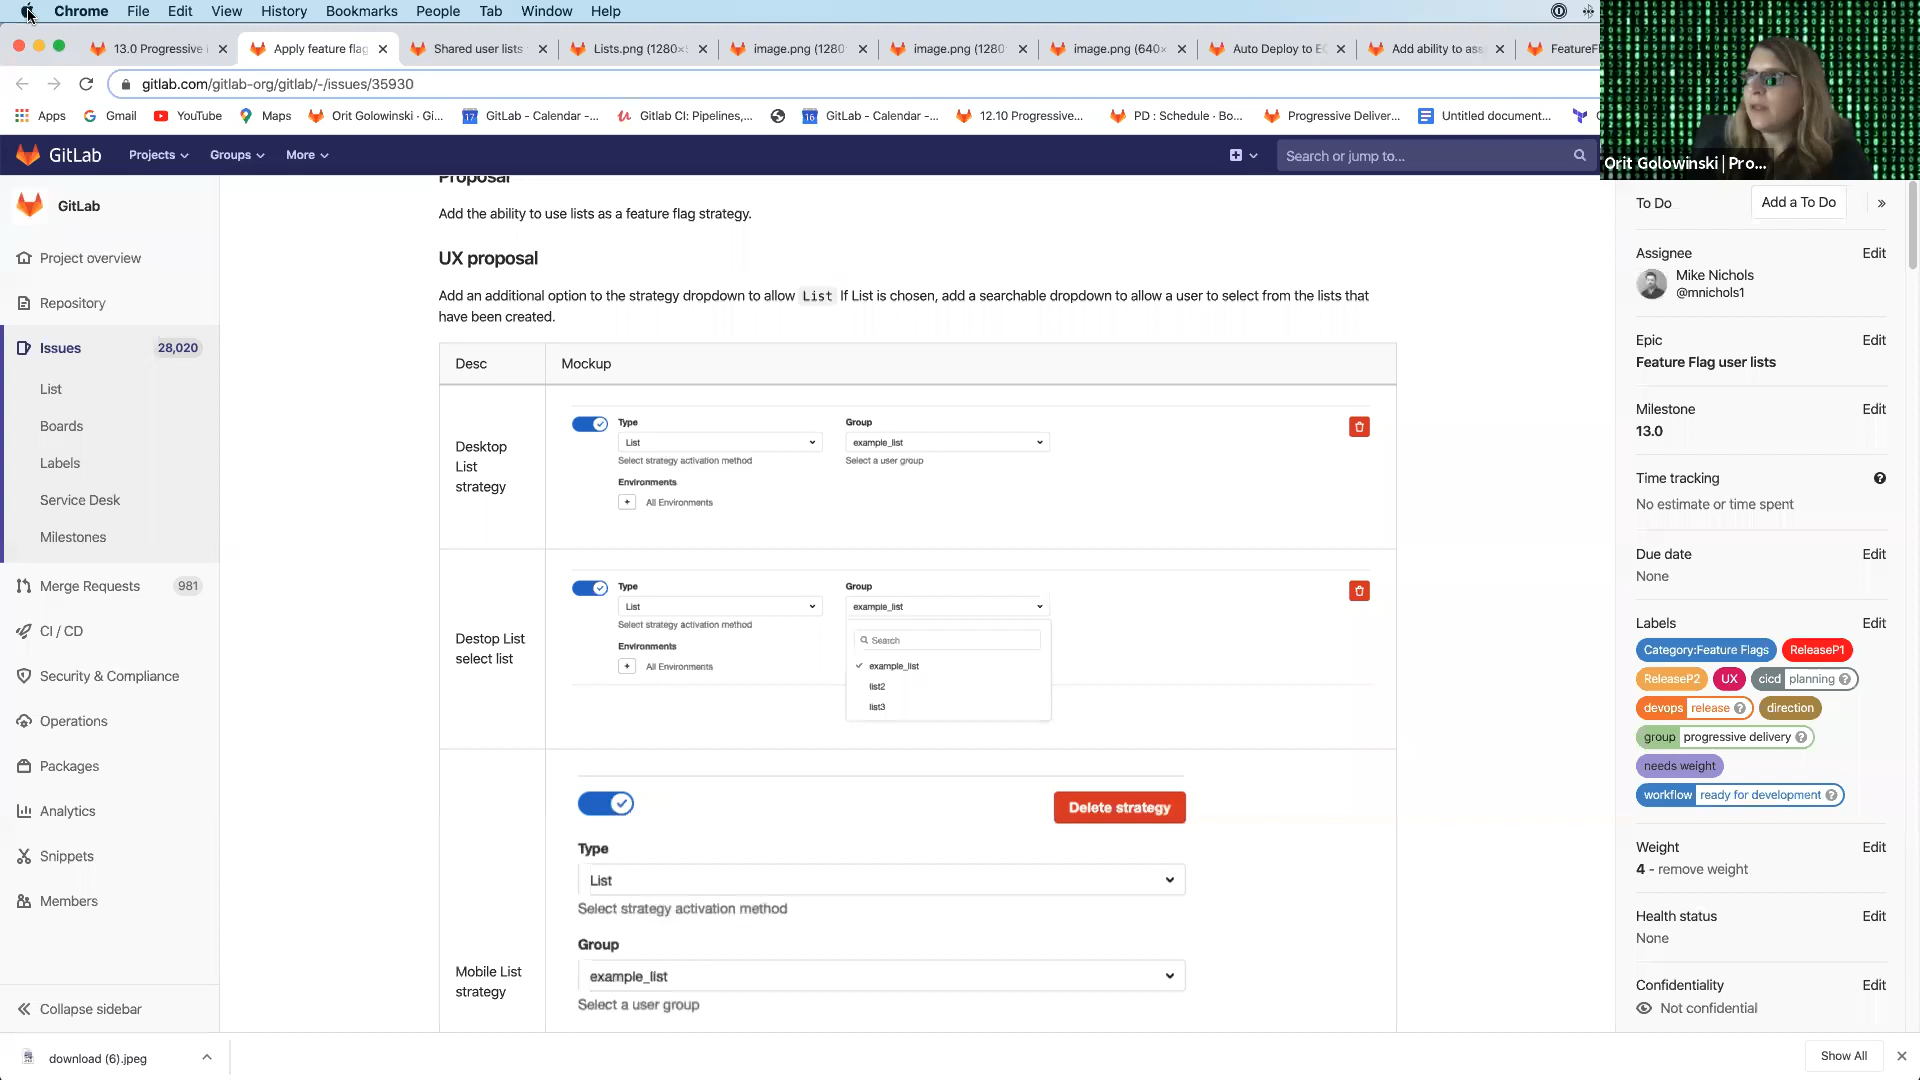 Chrome File Edit View History Bookmarks People Tab Window Help
13.0 Progressive
Apply feature flag
Shared user lists
Lists.png (1280×
image.png (1280
image.png (1280
image.png (640×
Auto Deploy to E
Add ability to ass
FeatureF
gitlab.com/gitlab-org/gitlab/-/issues/35930
Apps
Gmail
YouTube
Maps
Orit Golowinski · Gi...
17
GitLab - Calendar -...
Gitlab CI: Pipelines,...
16
GitLab - Calendar -...
12.10 Progressive...
PD : Schedule · Bo...
Progressive Deliver...
Untitled document...
Orit Golowinski | Pro...
GitLab
Projects
Groups
More
Search or jump to...
GitLab
Project overview
Repository
Issues 28,020
List
Boards
Labels
Service Desk
Milestones
Merge Requests 981
CI / CD
Security & Compliance
Operations
Packages
Analytics
Snippets
Members
Collapse sidebar
Proposal
Add the ability to use lists as a feature flag strategy.
UX proposal
Add an additional option to the strategy dropdown to allow List If List is chosen, add a searchable dropdown to allow a user to select from the lists that
have been created.
Desc Mockup
Desktop
List
strategy
Type
List
Select strategy activation method
Group
example_list
Select a user group
Environments
+ All Environments
Destop List
select list
Type
List
Select strategy activation method
Group
example_list
Search
example_list
list2
list3
Environments
+ All Environments
Mobile List
strategy
Delete strategy
Type
List
Select strategy activation method
Group
example_list
Select a user group
To Do
Add a To Do
»
Assignee Edit
Mike Nichols
@mnichols1
Epic Edit
Feature Flag user lists
Milestone Edit
13.0
Time tracking ?
No estimate or time spent
Due date Edit
None
Labels Edit
Category:Feature Flags ReleaseP1
ReleaseP2 UX cicd planning ?
devops release ? direction
group progressive delivery ?
needs weight
workflow ready for development ?
Weight Edit
4 - remove weight
Health status Edit
None
Confidentiality Edit
Not confidential
download (6).jpeg
Show All